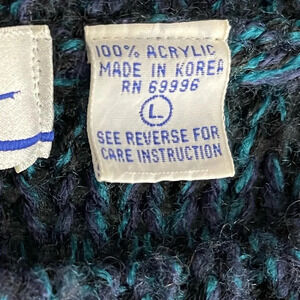 100% ACRYLIC
MADE IN KOREA
RN 69996
L
SEE REVERSE FOR
CARE INSTRUCTION